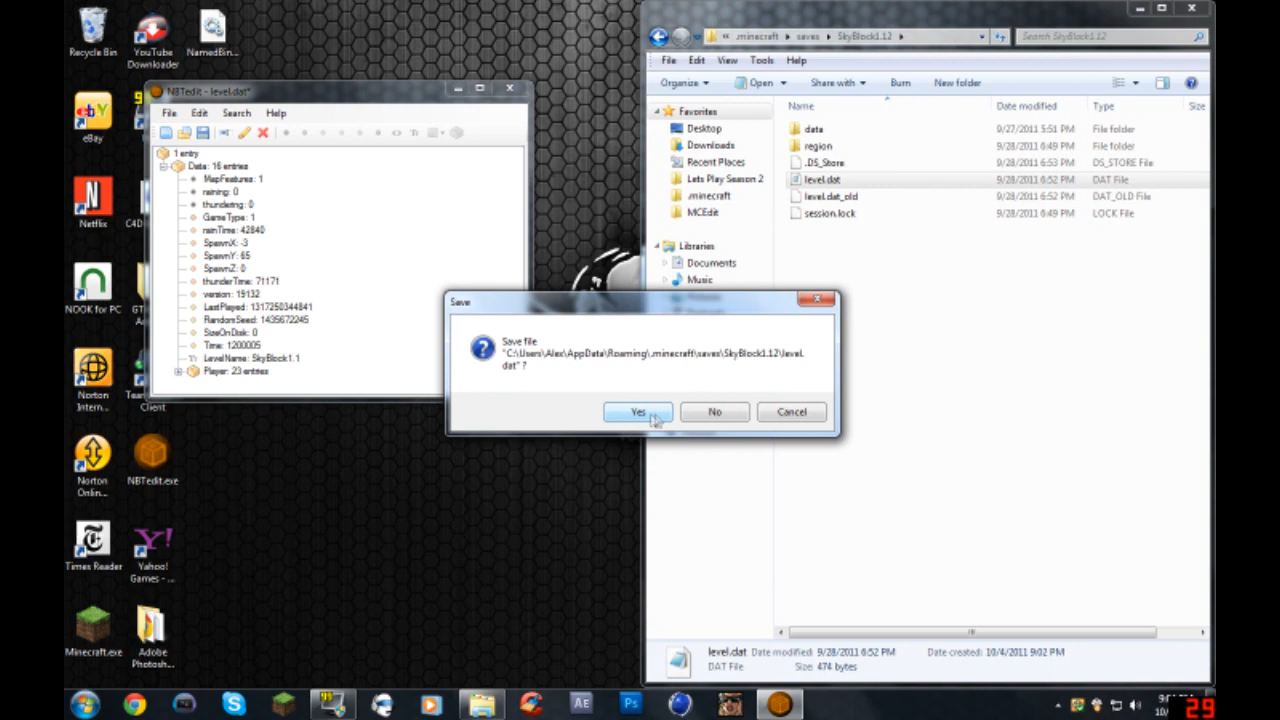 Recycle Bin
YouTube Downloader
NamedBin...
eBay
Netflix
C4D
NOOK for PC
GT
Norton Intern...
Team
Client
Norton Onlin...
NBTedit.exe
Times Reader
Yahoo! Games - ...
Minecraft.exe
Adobe Photosh...
NBTedit - level.dat*
File Edit Search Help
1 entry
Data: 16 entries
MapFeatures: 1
raining: 0
thundering: 0
GameType: 1
rainTime: 42840
SpawnX: -3
SpawnY: 65
SpawnZ: 0
thunderTime: 71171
version: 19132
LastPlayed: 1317250344841
RandomSeed: 1435672245
SizeOnDisk: 0
Time: 1200005
LevelName: SkyBlock1.1
Player: 23 entries
.minecraft saves SkyBlock1.12
Search SkyBlock1.12
File Edit View Tools Help
Organize Open Share with Burn New folder
Favorites
Desktop
Downloads
Recent Places
Lets Play Season 2
.minecraft
MCEdit
Libraries
Documents
Music
Name Date modified Type Size
data 9/27/2011 5:51 PM File folder
region 9/28/2011 6:49 PM File folder
.DS_Store 9/28/2011 6:53 PM DS_STORE File
level.dat 9/28/2011 6:52 PM DAT File
level.dat_old 9/28/2011 6:52 PM DAT_OLD File
session.lock 9/28/2011 6:49 PM LOCK File
Save
Save file
"C:\Users\Alex\AppData\Roaming\.minecraft\saves\SkyBlock1.12\level.
dat" ?
Yes No Cancel
level.dat Date modified: 9/28/2011 6:52 PM Date created: 10/4/2011 9:02 PM
DAT File Size: 474 bytes
Ae
Ps
29